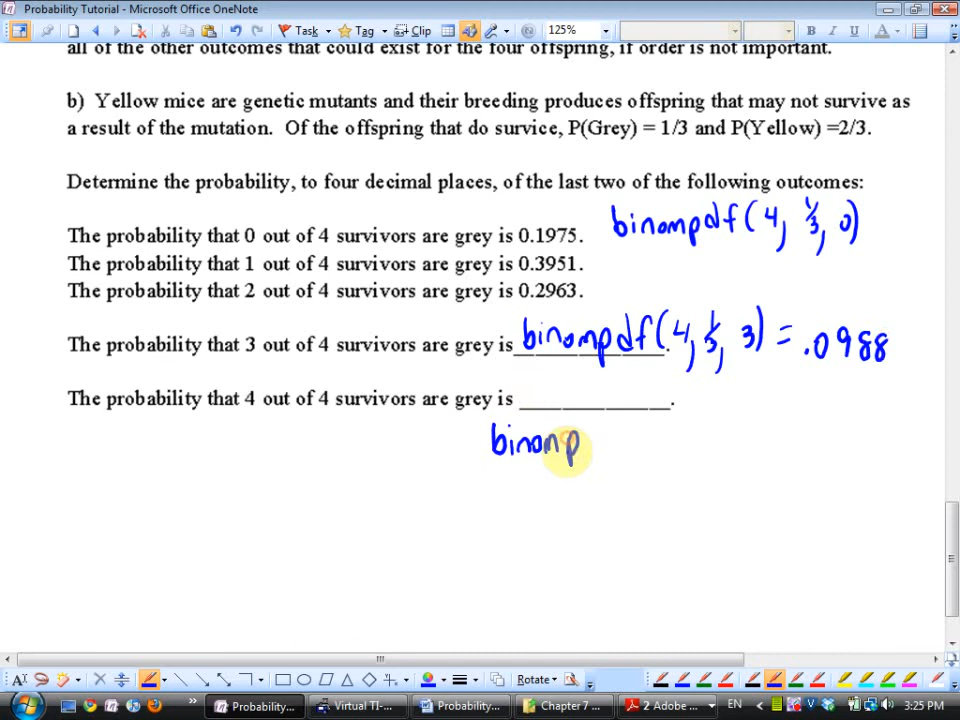 Probability Tutorial - Microsoft Office OneNote
Task Tag Clip 125% B I U A
all of the other outcomes that could exist for the four offspring, if order is not important.
b) Yellow mice are genetic mutants and their breeding produces offspring that may not survive as
a result of the mutation. Of the offspring that do survice, P(Grey) = 1/3 and P(Yellow) =2/3.
Determine the probability, to four decimal places, of the last two of the following outcomes:
binompdf(4, 1/3, 0)
The probability that 0 out of 4 survivors are grey is 0.1975.
The probability that 1 out of 4 survivors are grey is 0.3951.
The probability that 2 out of 4 survivors are grey is 0.2963.
The probability that 3 out of 4 survivors are grey is______________.
binompdf(4, 1/3, 3) = .0988
The probability that 4 out of 4 survivors are grey is ______________.
binomp
Rotate
Probability... Virtual TI-... Probability... Chapter 7 ... 2 Adobe ... EN 3:25 PM